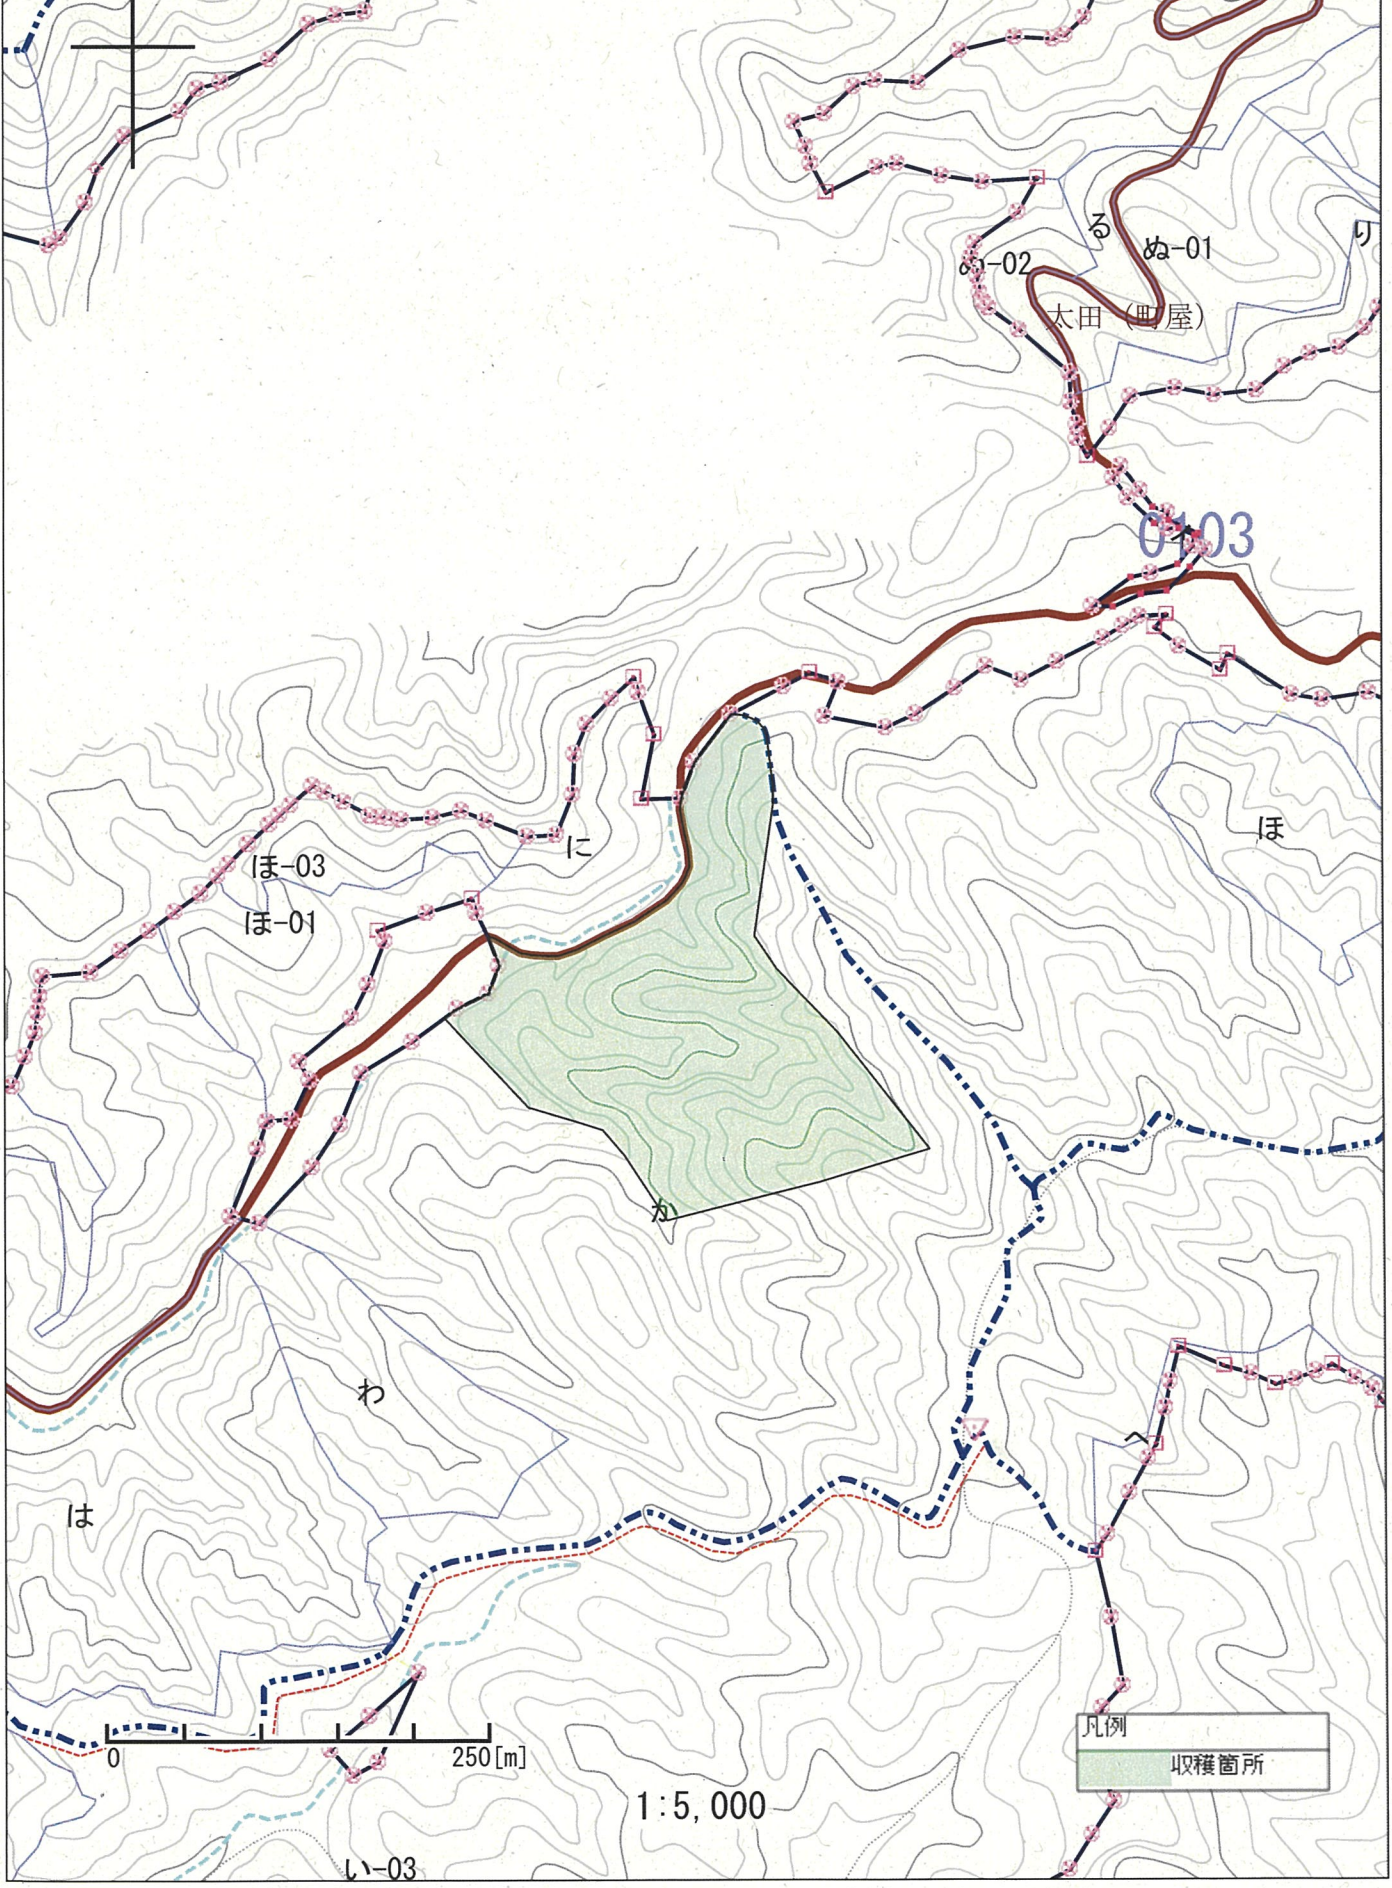 る
ぬ-01
り
ぬ-02
太田 (町屋)
0103
ほ
に
ほ-03
ほ-01
か
わ
へ
は
凡例
収穫箇所
0
250[m]
1:5,000
い-03